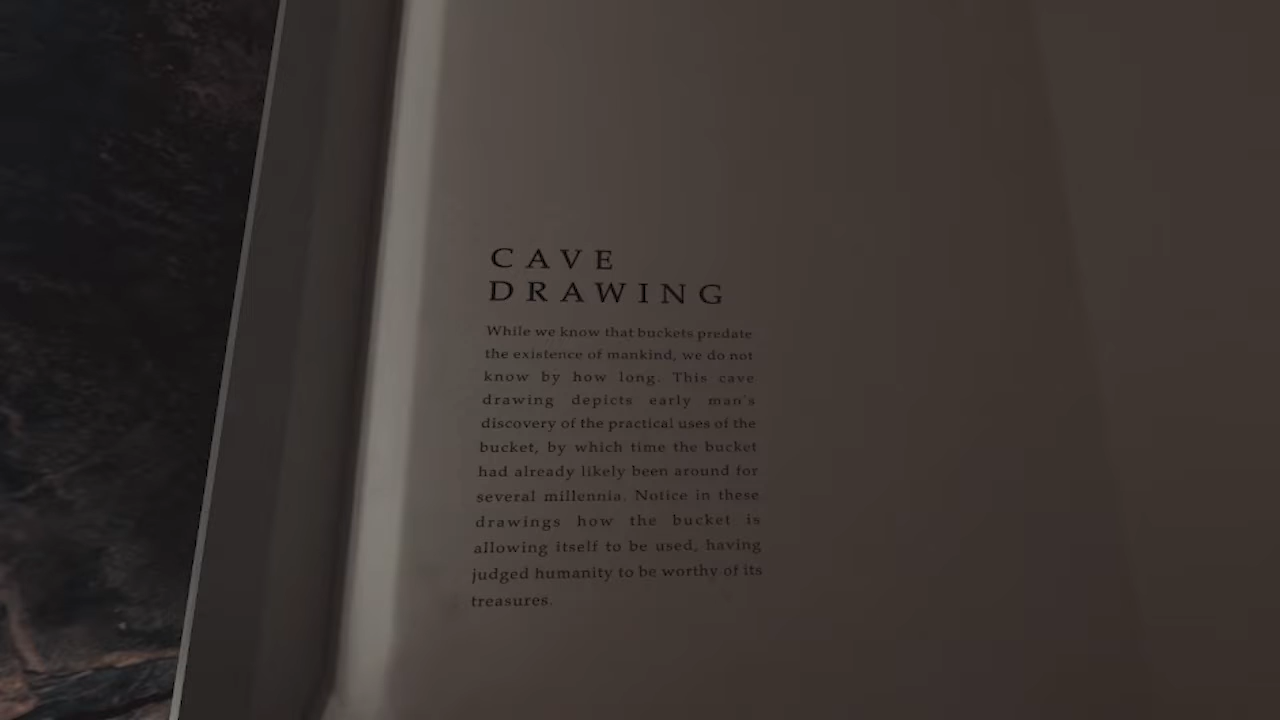 CAVE
DRAWING
While we know that buckets predate
the existence of mankind, we do not
know by how long. This cave
drawing depicts early man's
discovery of the practical uses of the
bucket, by which time the bucket
had already likely been around for
several millennia. Notice in these
drawings how the bucket is
allowing itself to be used, having
judged humanity to be worthy of its
treasures.